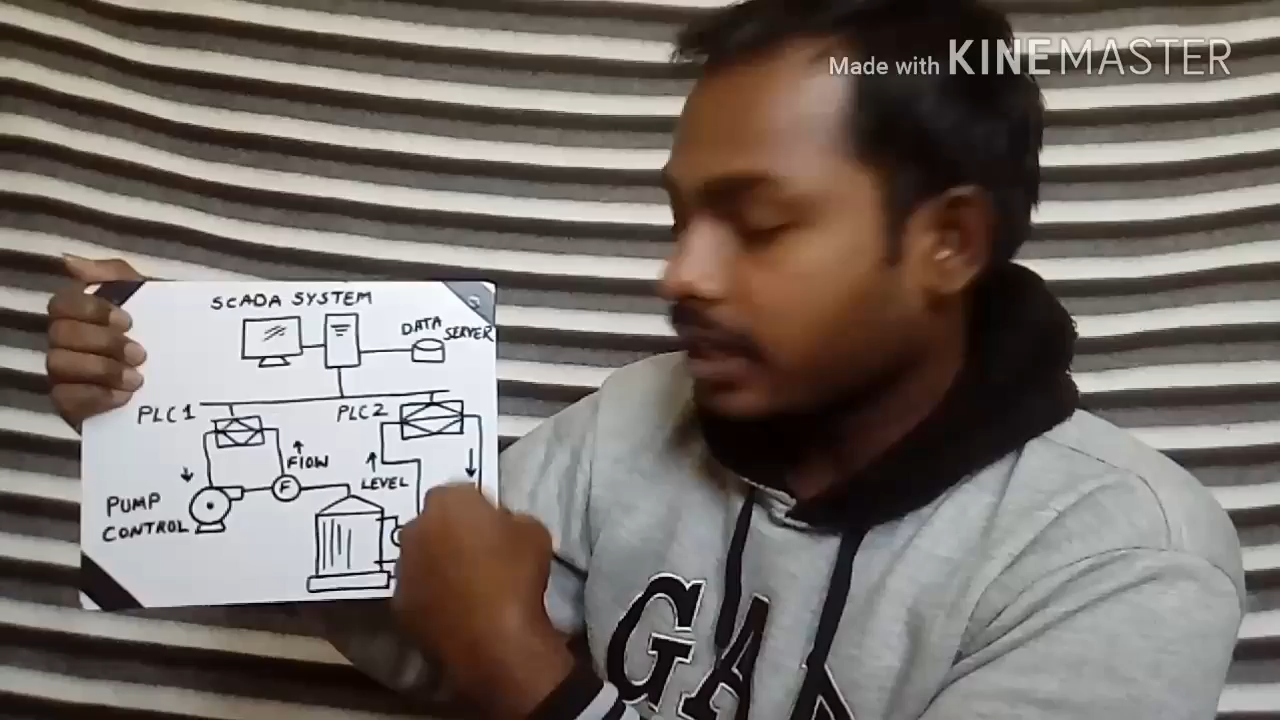 Made with KINEMASTER
SCADA SYSTEM
DATA
SERVER
PLC 1
PLC 2
FlOW
LEVEL
F
PUMP
CONTROL
GA